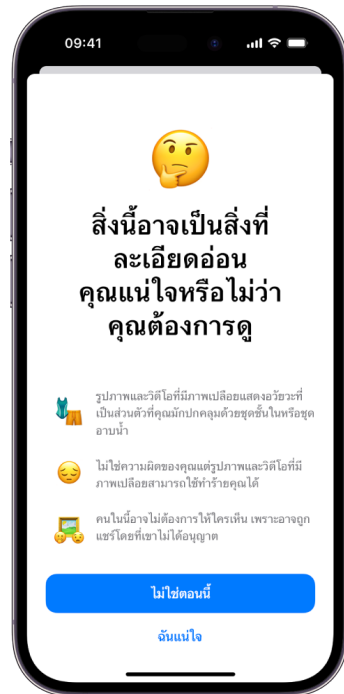 09:41
สิ่งนี้อาจเป็นสิ่งที่
ละเอียดอ่อน
คุณแน่ใจหรือไม่ว่า
คุณต้องการดู
รูปภาพและวิดีโอที่มีภาพเปลือยแสดงอวัยวะที่
เป็นส่วนตัวที่คุณมักปกคลุมด้วยชุดชั้นในหรือชุด
อาบน้ำ
ไม่ใช่ความผิดของคุณแต่รูปภาพและวิดีโอที่มี
ภาพเปลือยสามารถใช้ทำร้ายคุณได้
คนในนี้อาจไม่ต้องการให้ใครเห็น เพราะอาจถูก
แชร์โดยที่เขาไม่ได้อนุญาต
ไม่ใช่ตอนนี้
ฉันแน่ใจ